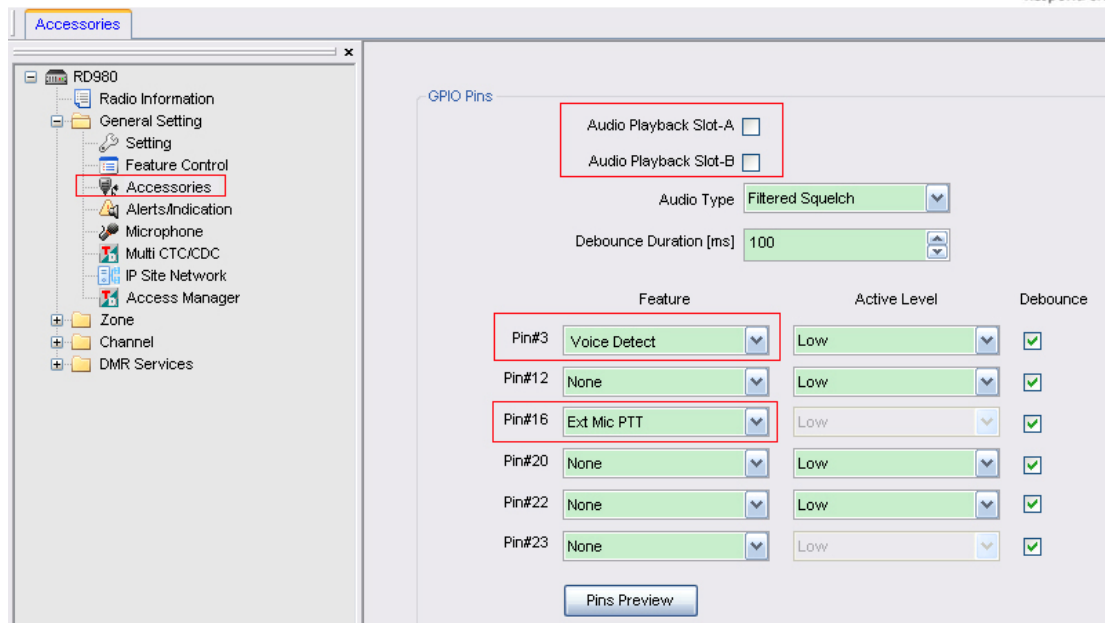 Accessories
x
RD980
Radio Information
General Setting
Setting
Feature Control
Accessories
Alerts/Indication
Microphone
Multi CTC/CDC
IP Site Network
Access Manager
Zone
Channel
DMR Services
GPIO Pins
Audio Playback Slot-A
Audio Playback Slot-B
Audio Type Filtered Squelch
Debounce Duration [ms] 100
Feature Active Level Debounce
Pin#3 Voice Detect Low
Pin#12 None Low
Pin#16 Ext Mic PTT Low
Pin#20 None Low
Pin#22 None Low
Pin#23 None Low
Pins Preview